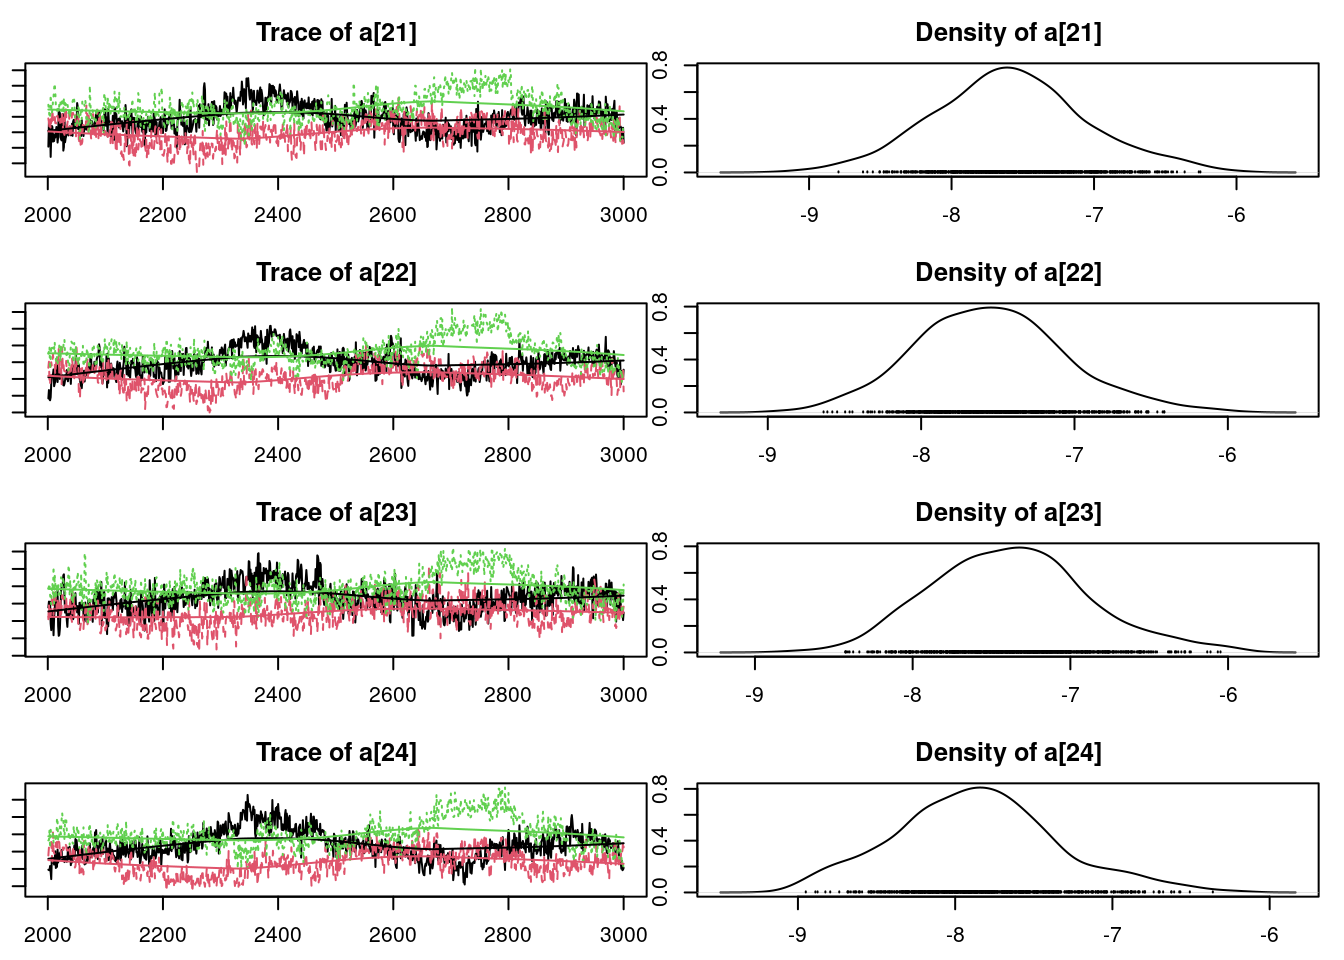 Trace of a[21]
2000 2200 2400 2600 2800 3000
Density of a[21]
0.0 0.4 0.8
-9 -8 -7 -6
Trace of a[22]
2000 2200 2400 2600 2800 3000
Density of a[22]
0.0 0.4 0.8
-9 -8 -7 -6
Trace of a[23]
2000 2200 2400 2600 2800 3000
Density of a[23]
0.0 0.4 0.8
-9 -8 -7 -6
Trace of a[24]
2000 2200 2400 2600 2800 3000
Density of a[24]
0.0 0.4 0.8
-9 -8 -7 -6